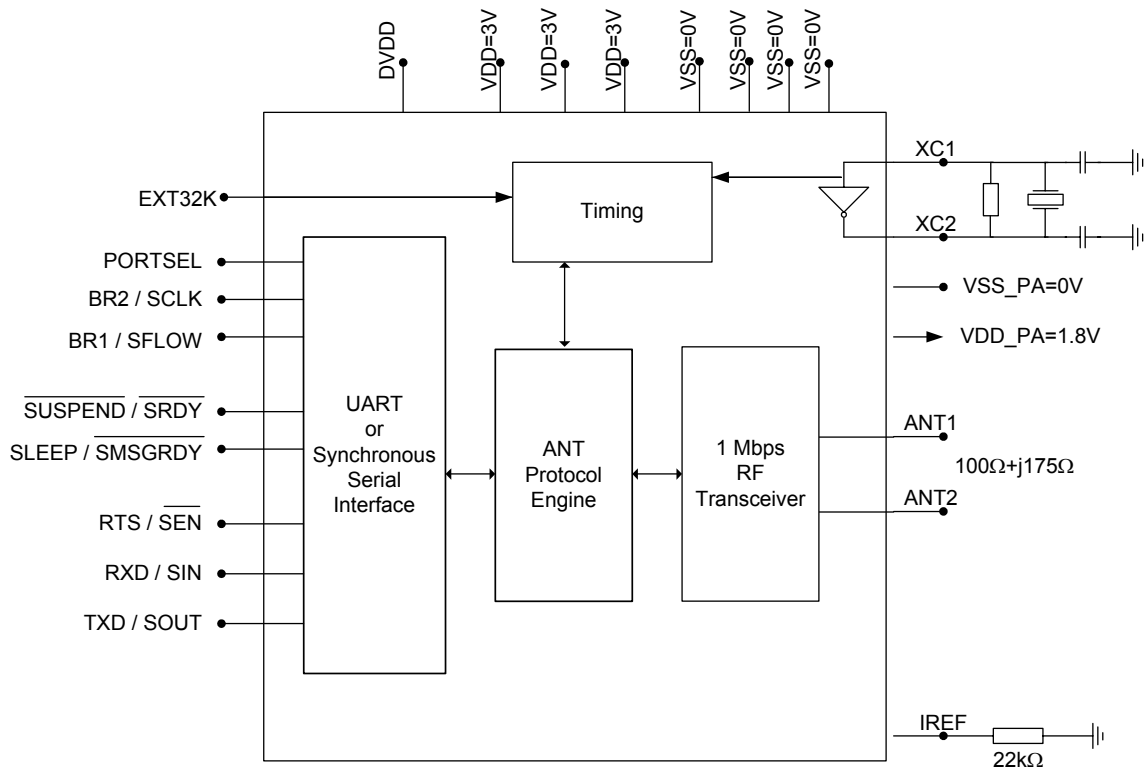 DVDD
VDD=3V
VDD=3V
VDD=3V
VSS=0V
VSS=0V
VSS=0V
VSS=0V
XC1
EXT32K
Timing
XC2
PORTSEL
BR2 / SCLK
VSS_PA=0V
BR1 / SFLOW
VDD_PA=1.8V
SUSPEND / SRDY
SLEEP / SMSGRDY
RTS / SEN
RXD / SIN
TXD / SOUT
UART
or
Synchronous
Serial
Interface
ANT
Protocol
Engine
1 Mbps
RF
Transceiver
ANT1
100Ω+j175Ω
ANT2
IREF
22kΩ